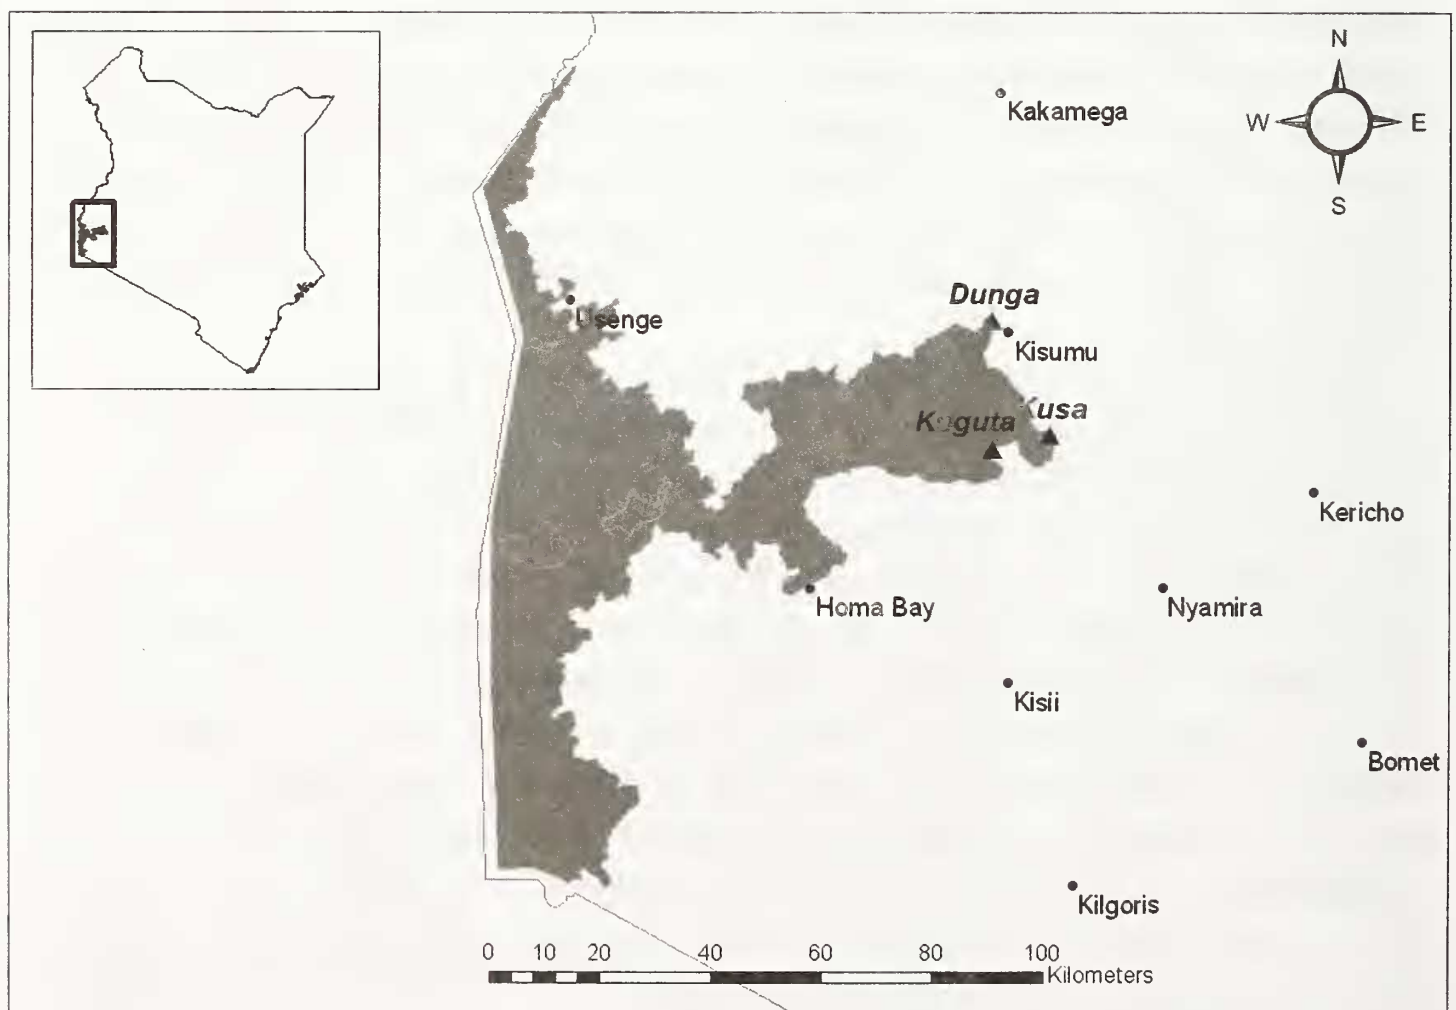 N
Kakamega
W E
S
Dunga
Usenge
Kisumu
Kusa
Koguta
Kericho
Homa Bay
Nyamira
Kisii
Bomet
Kilgoris
0 10 20 40 60 80 100
Kilometers